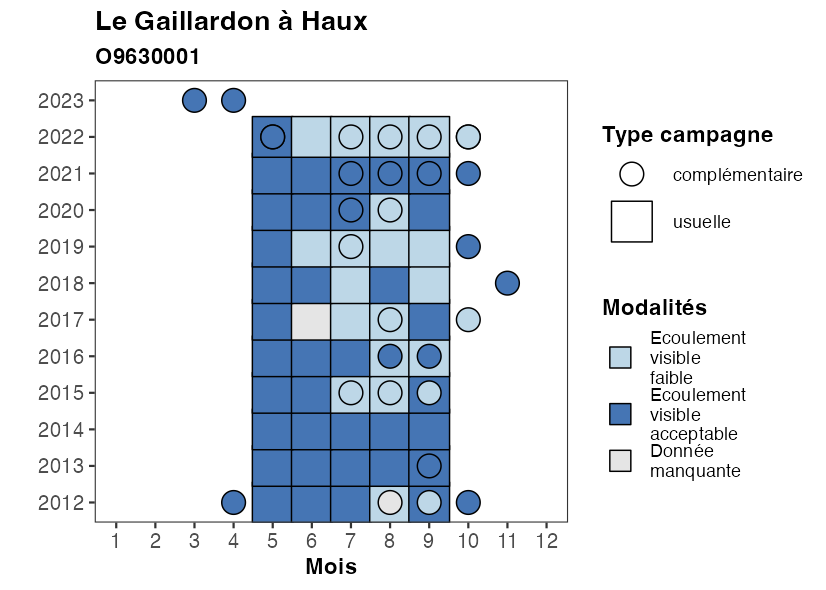 Le Gaillardon à Haux
O9630001
2023
2022
2021
2020
2019
2018
2017
2016
2015
2014
2013
2012
1 2 3 4 5 6 7 8 9 10 11 12
Mois
Type campagne
complémentaire
usuelle
Modalités
Ecoulement
visible
faible
Ecoulement
visible
acceptable
Donnée
manquante